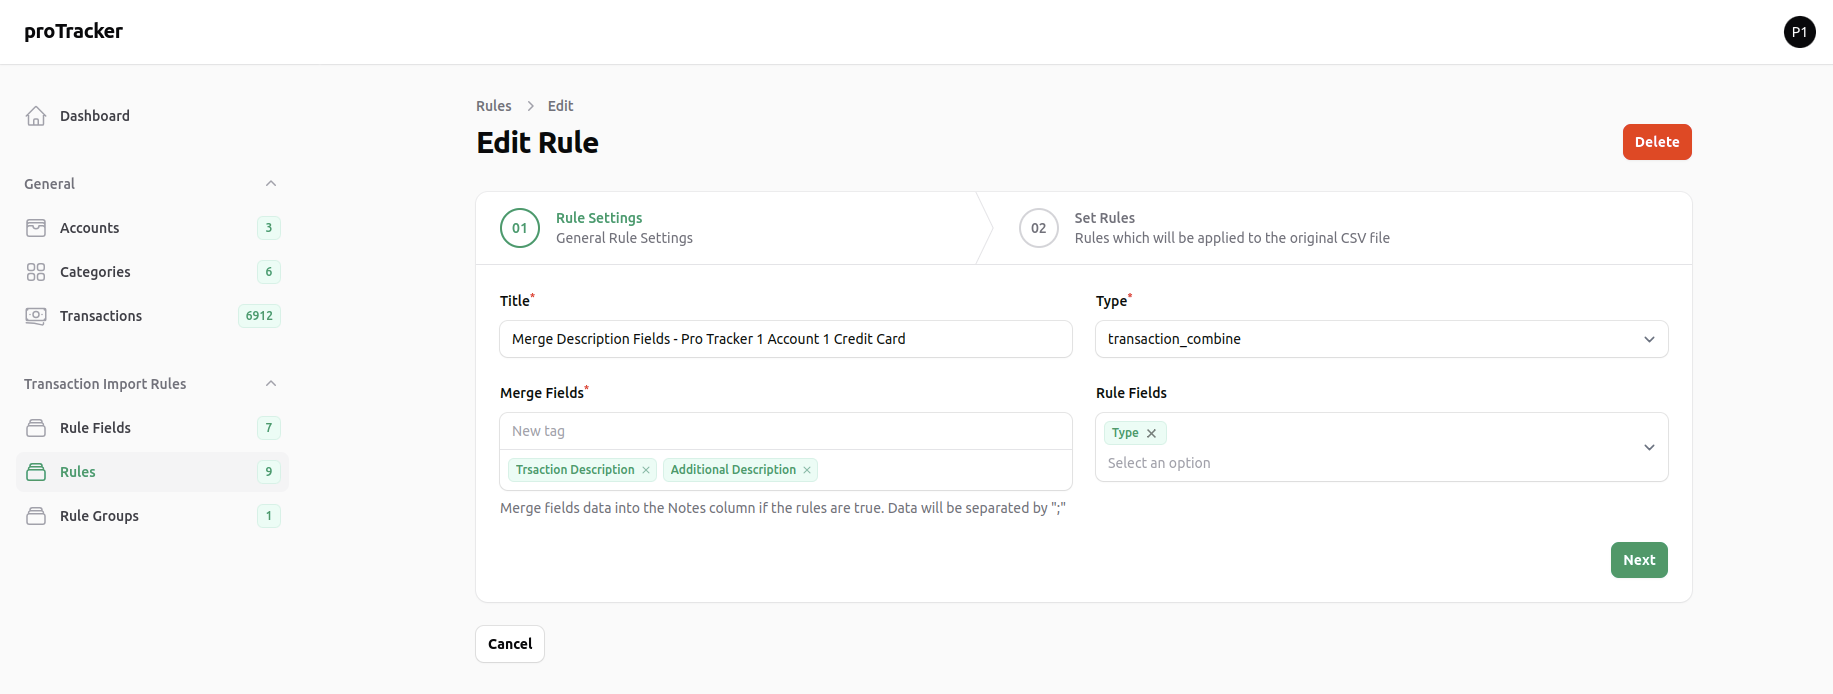 proTracker
P1
Dashboard
General
Accounts 3
Categories 6
Transactions 6912
Transaction Import Rules
Rule Fields 7
Rules 9
Rule Groups 1
Rules > Edit
Edit Rule
Delete
01 Rule Settings
General Rule Settings
02 Set Rules
Rules which will be applied to the original CSV file
Title*
Merge Description Fields - Pro Tracker 1 Account 1 Credit Card
Type*
transaction_combine
Merge Fields*
New tag
Trsaction Description × Additional Description ×
Merge fields data into the Notes column if the rules are true. Data will be separated by ";"
Rule Fields
Type ×
Select an option
Next
Cancel